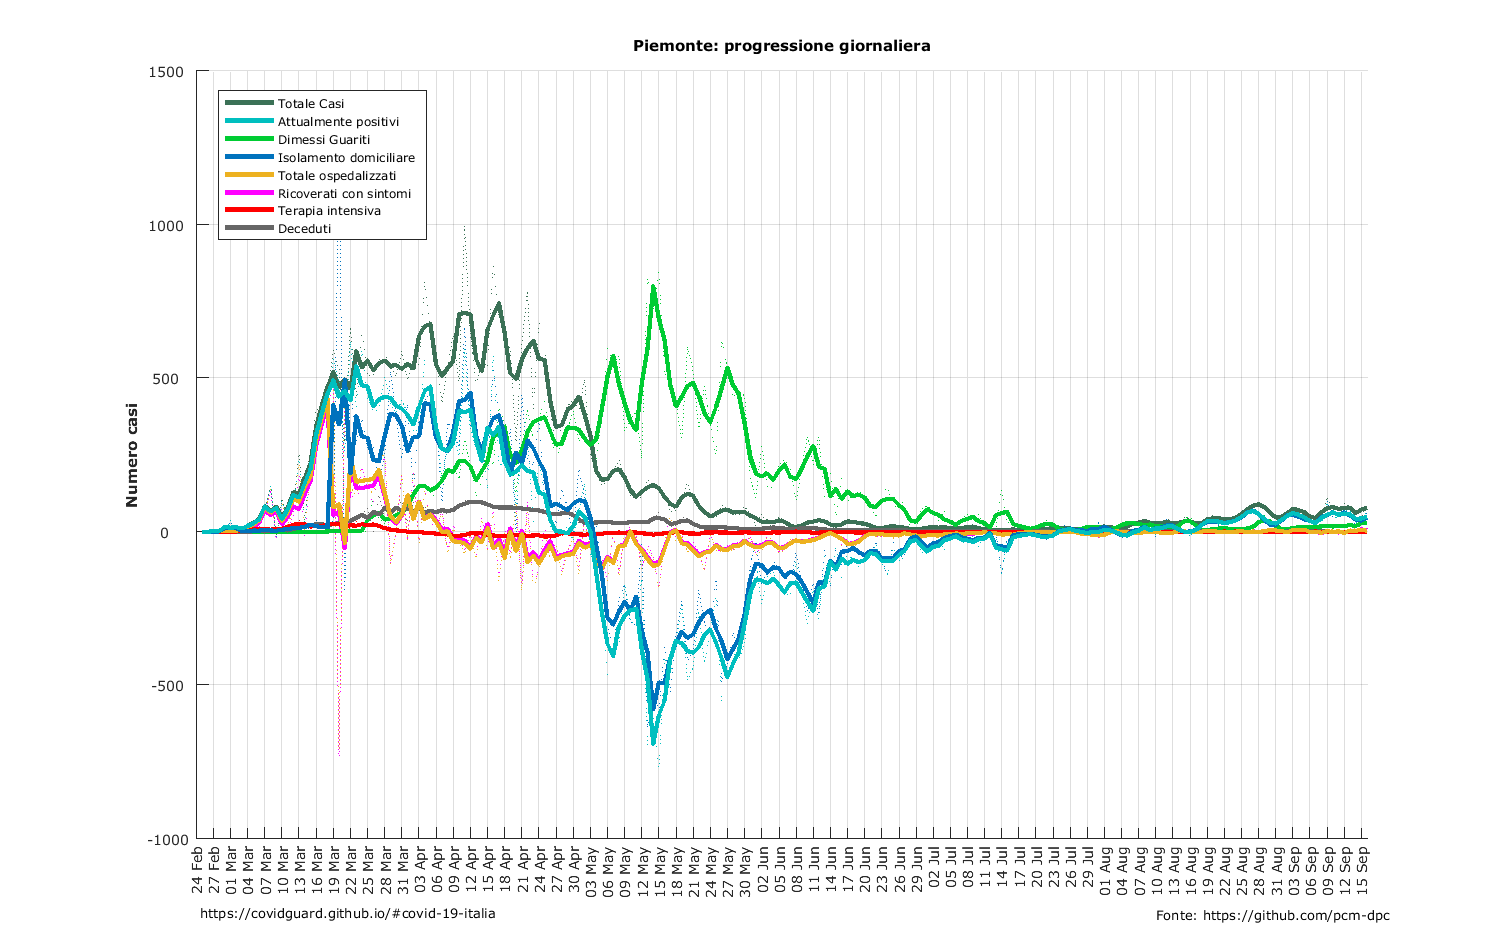 Piemonte: progressione giornaliera
1500
1000
500
0
-500
-1000
Numero casi
Totale Casi
Attualmente positivi
Dimessi Guariti
Isolamento domiciliare
Totale ospedalizzati
Ricoverati con sintomi
Terapia intensiva
Deceduti
24 Feb
27 Feb
01 Mar
04 Mar
07 Mar
10 Mar
13 Mar
16 Mar
19 Mar
22 Mar
25 Mar
28 Mar
31 Mar
03 Apr
06 Apr
09 Apr
12 Apr
15 Apr
18 Apr
21 Apr
24 Apr
27 Apr
30 Apr
03 May
06 May
09 May
12 May
15 May
18 May
21 May
24 May
27 May
30 May
02 Jun
05 Jun
08 Jun
11 Jun
14 Jun
17 Jun
20 Jun
23 Jun
26 Jun
29 Jun
02 Jul
05 Jul
08 Jul
11 Jul
14 Jul
17 Jul
20 Jul
23 Jul
26 Jul
29 Jul
01 Aug
04 Aug
07 Aug
10 Aug
13 Aug
16 Aug
19 Aug
22 Aug
25 Aug
28 Aug
31 Aug
03 Sep
06 Sep
09 Sep
12 Sep
15 Sep
https://covidguard.github.io/#covid-19-italia
Fonte: https://github.com/pcm-dpc